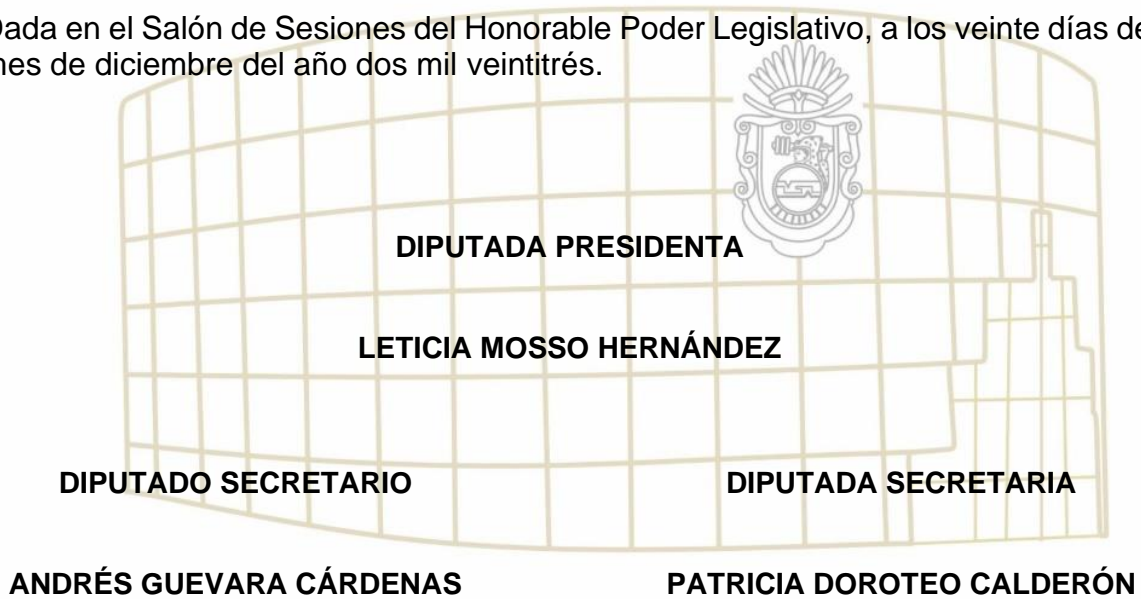 Dada en el Salón de Sesiones del Honorable Poder Legislativo, a los veinte días de
mes de diciembre del año dos mil veintitrés.
DIPUTADA PRESIDENTA
LETICIA MOSSO HERNÁNDEZ
DIPUTADO SECRETARIO DIPUTADA SECRETARIA
ANDRÉS GUEVARA CÁRDENAS PATRICIA DOROTEO CALDERÓN